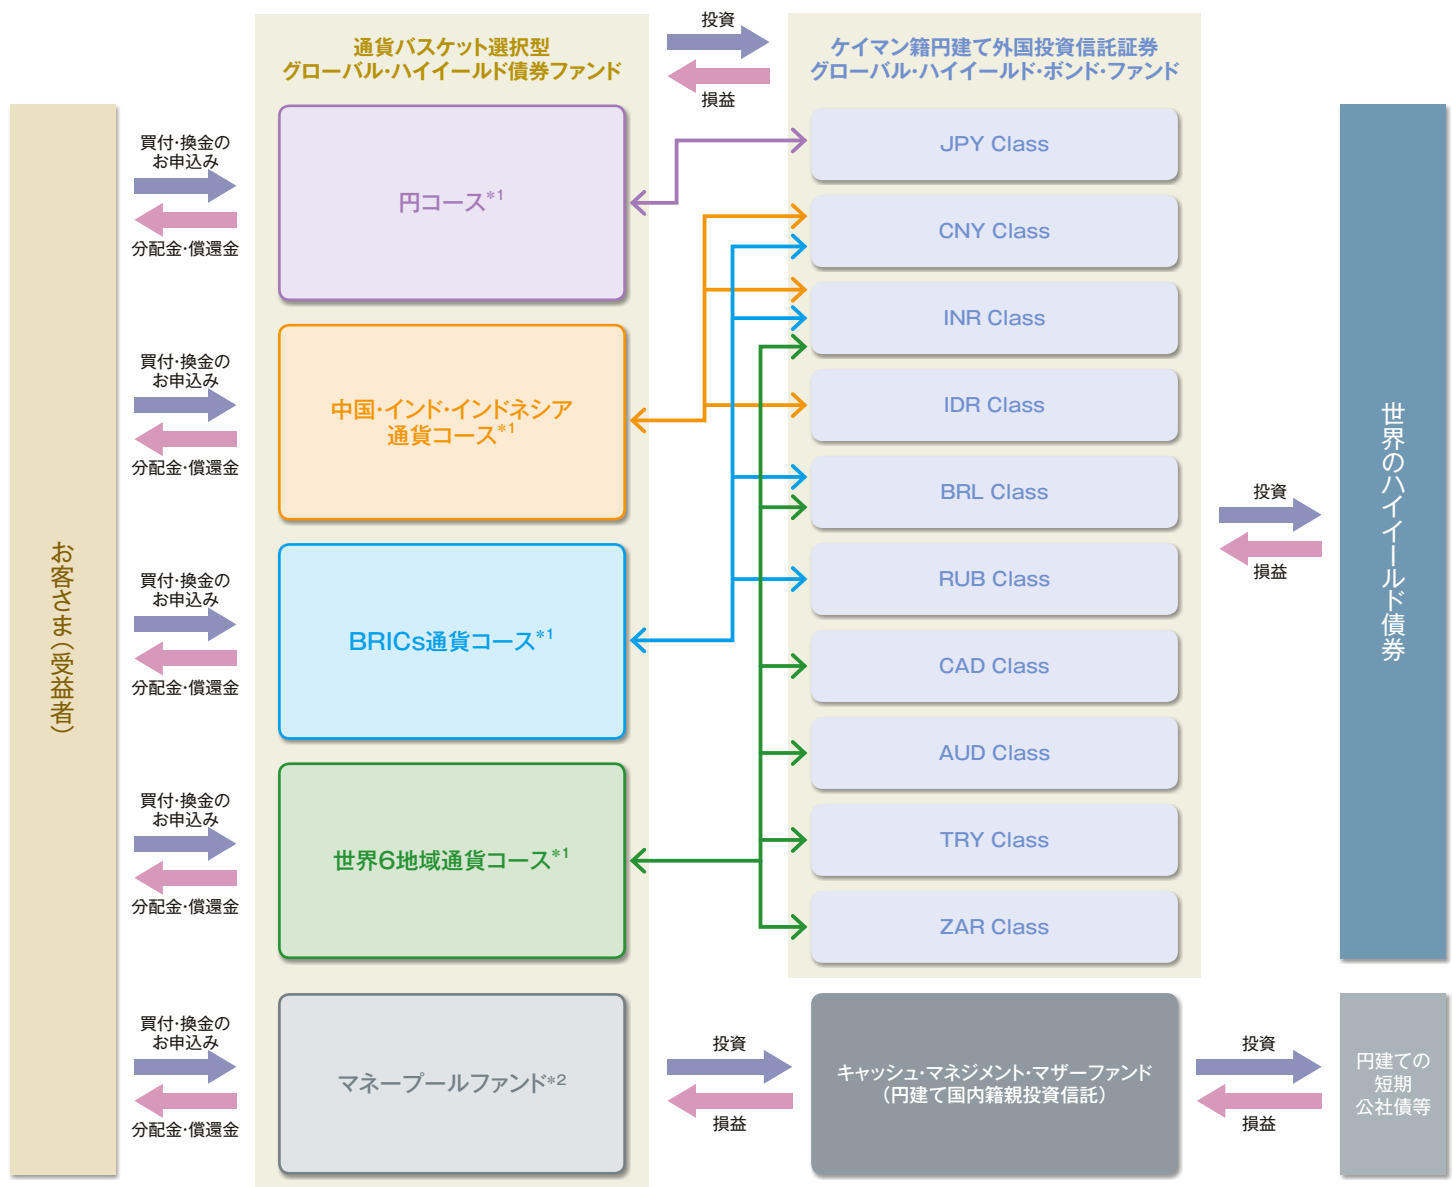 通貨バスケット選択型
グローバル・ハイイールド債券ファンド
投資
損益
ケイマン籍円建て外国投資信託証券
グローバル・ハイイールド・ボンド・ファンド
お客さま（受益者）
買付・換金の
お申込み
分配金・償還金
円コース*1
買付・換金の
お申込み
分配金・償還金
中国・インド・インドネシア
通貨コース*1
買付・換金の
お申込み
分配金・償還金
BRICs通貨コース*1
買付・換金の
お申込み
分配金・償還金
世界6地域通貨コース*1
JPY Class
CNY Class
INR Class
IDR Class
BRL Class
RUB Class
CAD Class
AUD Class
TRY Class
ZAR Class
投資
損益
世界のハイイールド債券
買付・換金の
お申込み
分配金・償還金
マネープールファンド*2
投資
損益
キャッシュ・マネジメント・マザーファンド
（円建て国内籍親投資信託）
投資
損益
円建ての
短期
公社債等